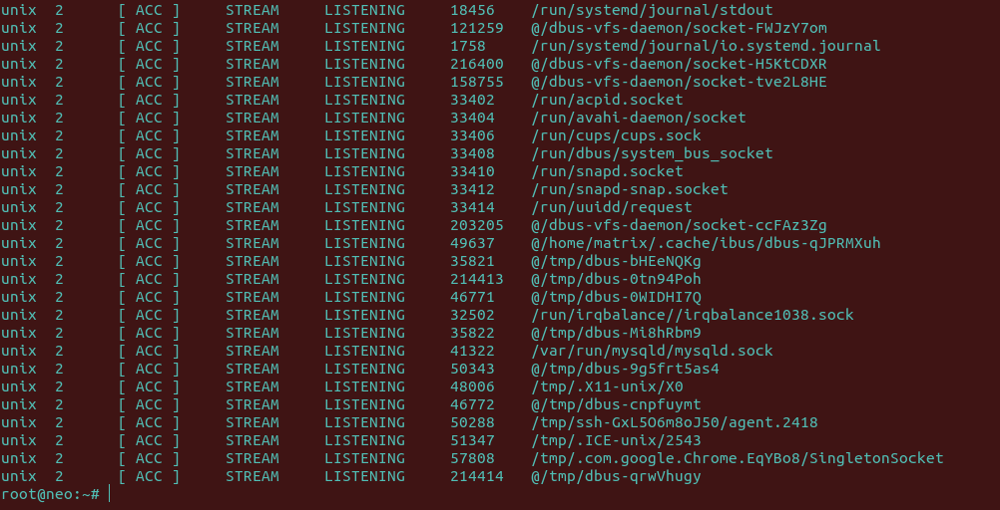 unix  2      [ ACC ]     STREAM     LISTENING     18456    /run/systemd/journal/stdout
unix  2      [ ACC ]     STREAM     LISTENING     121259   @/dbus-vfs-daemon/socket-FWJzY7om
unix  2      [ ACC ]     STREAM     LISTENING     1758     /run/systemd/journal/io.systemd.journal
unix  2      [ ACC ]     STREAM     LISTENING     216400   @/dbus-vfs-daemon/socket-H5KtCDXR
unix  2      [ ACC ]     STREAM     LISTENING     158755   @/dbus-vfs-daemon/socket-tve2L8HE
unix  2      [ ACC ]     STREAM     LISTENING     33402    /run/acpid.socket
unix  2      [ ACC ]     STREAM     LISTENING     33404    /run/avahi-daemon/socket
unix  2      [ ACC ]     STREAM     LISTENING     33406    /run/cups/cups.sock
unix  2      [ ACC ]     STREAM     LISTENING     33408    /run/dbus/system_bus_socket
unix  2      [ ACC ]     STREAM     LISTENING     33410    /run/snapd.socket
unix  2      [ ACC ]     STREAM     LISTENING     33412    /run/snapd-snap.socket
unix  2      [ ACC ]     STREAM     LISTENING     33414    /run/uuidd/request
unix  2      [ ACC ]     STREAM     LISTENING     203205   @/dbus-vfs-daemon/socket-ccFAz3Zg
unix  2      [ ACC ]     STREAM     LISTENING     49637    @/home/matrix/.cache/ibus/dbus-qJPRMXuh
unix  2      [ ACC ]     STREAM     LISTENING     35821    @/tmp/dbus-bHEeNQKg
unix  2      [ ACC ]     STREAM     LISTENING     214413   @/tmp/dbus-0tn94Poh
unix  2      [ ACC ]     STREAM     LISTENING     46771    @/tmp/dbus-0WIDHI7Q
unix  2      [ ACC ]     STREAM     LISTENING     32502    /run/irqbalance//irqbalance1038.sock
unix  2      [ ACC ]     STREAM     LISTENING     35822    @/tmp/dbus-Mi8hRbm9
unix  2      [ ACC ]     STREAM     LISTENING     41322    /var/run/mysqld/mysqld.sock
unix  2      [ ACC ]     STREAM     LISTENING     50343    @/tmp/dbus-9g5frt5as4
unix  2      [ ACC ]     STREAM     LISTENING     48006    /tmp/.X11-unix/X0
unix  2      [ ACC ]     STREAM     LISTENING     46772    @/tmp/dbus-cnpfuymt
unix  2      [ ACC ]     STREAM     LISTENING     50288    /tmp/ssh-GxL5O6m8oJ50/agent.2418
unix  2      [ ACC ]     STREAM     LISTENING     51347    /tmp/.ICE-unix/2543
unix  2      [ ACC ]     STREAM     LISTENING     57808    /tmp/.com.google.Chrome.EqYBo8/SingletonSocket
unix  2      [ ACC ]     STREAM     LISTENING     214414   @/tmp/dbus-qrwVhugy
root@neo:~#